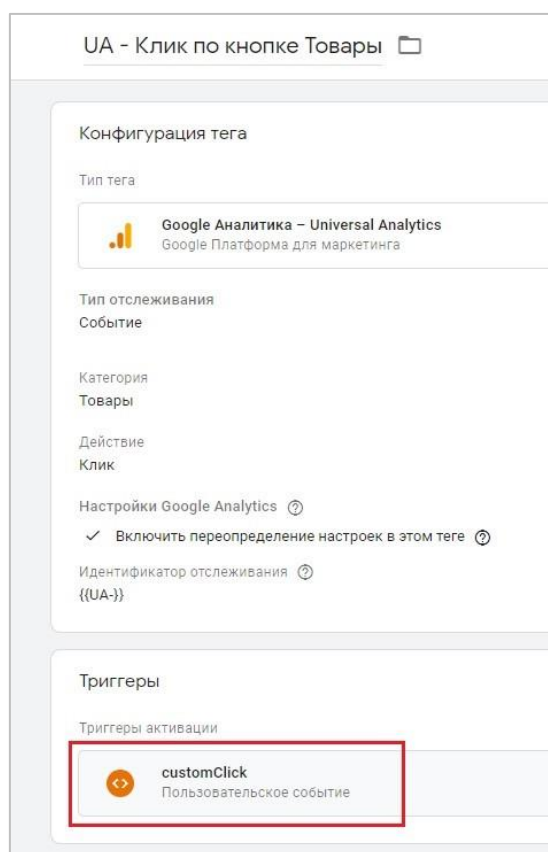 UA - Клик по кнопке Товары
Конфигурация тега
Тип тега
Google Аналитика – Universal Analytics
Google Платформа для маркетинга
Тип отслеживания
Событие
Категория
Товары
Действие
Клик
Настройки Google Analytics
Включить переопределение настроек в этом теге
Идентификатор отслеживания
{{UA-}}
Триггеры
Триггеры активации
customClick
Пользовательское событие